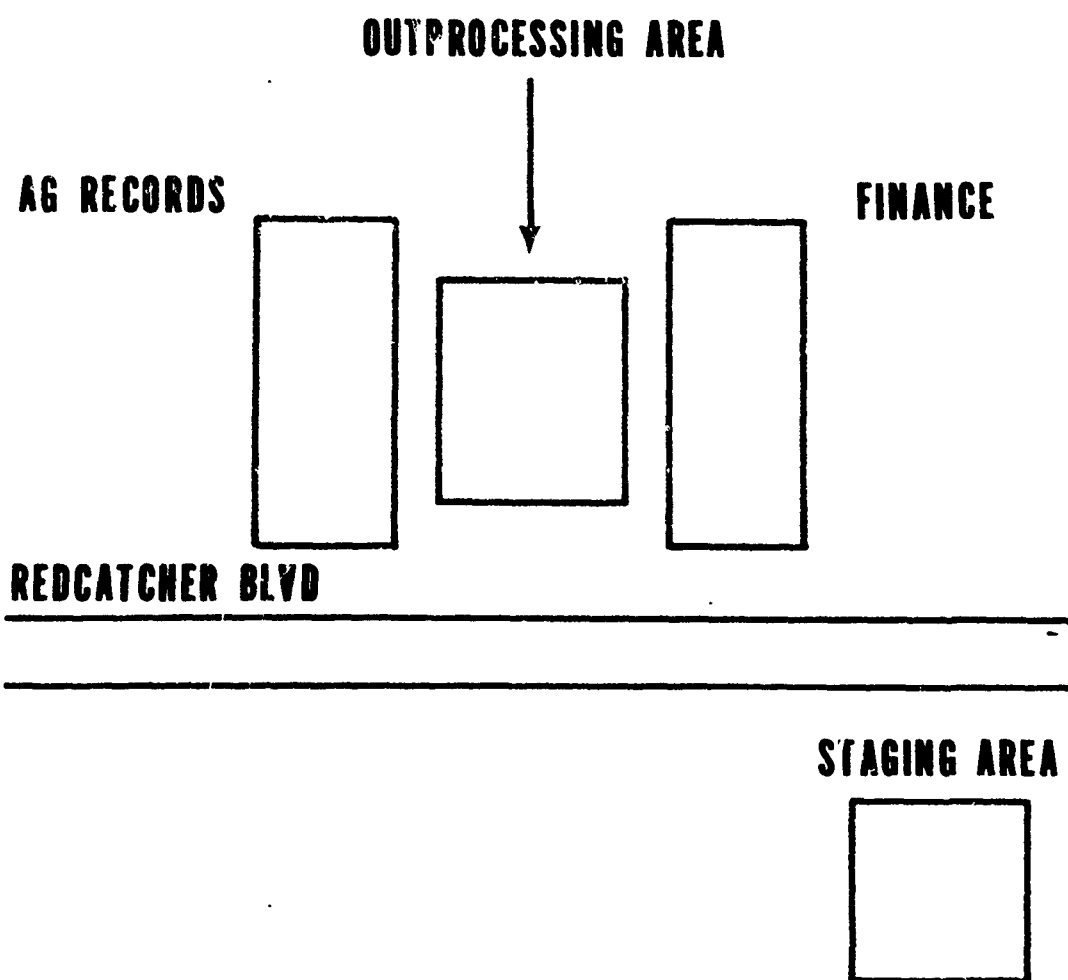 OUTPROCESSING AREA
AG RECORDS
FINANCE
REDCATCHER BLVD
STAGING AREA